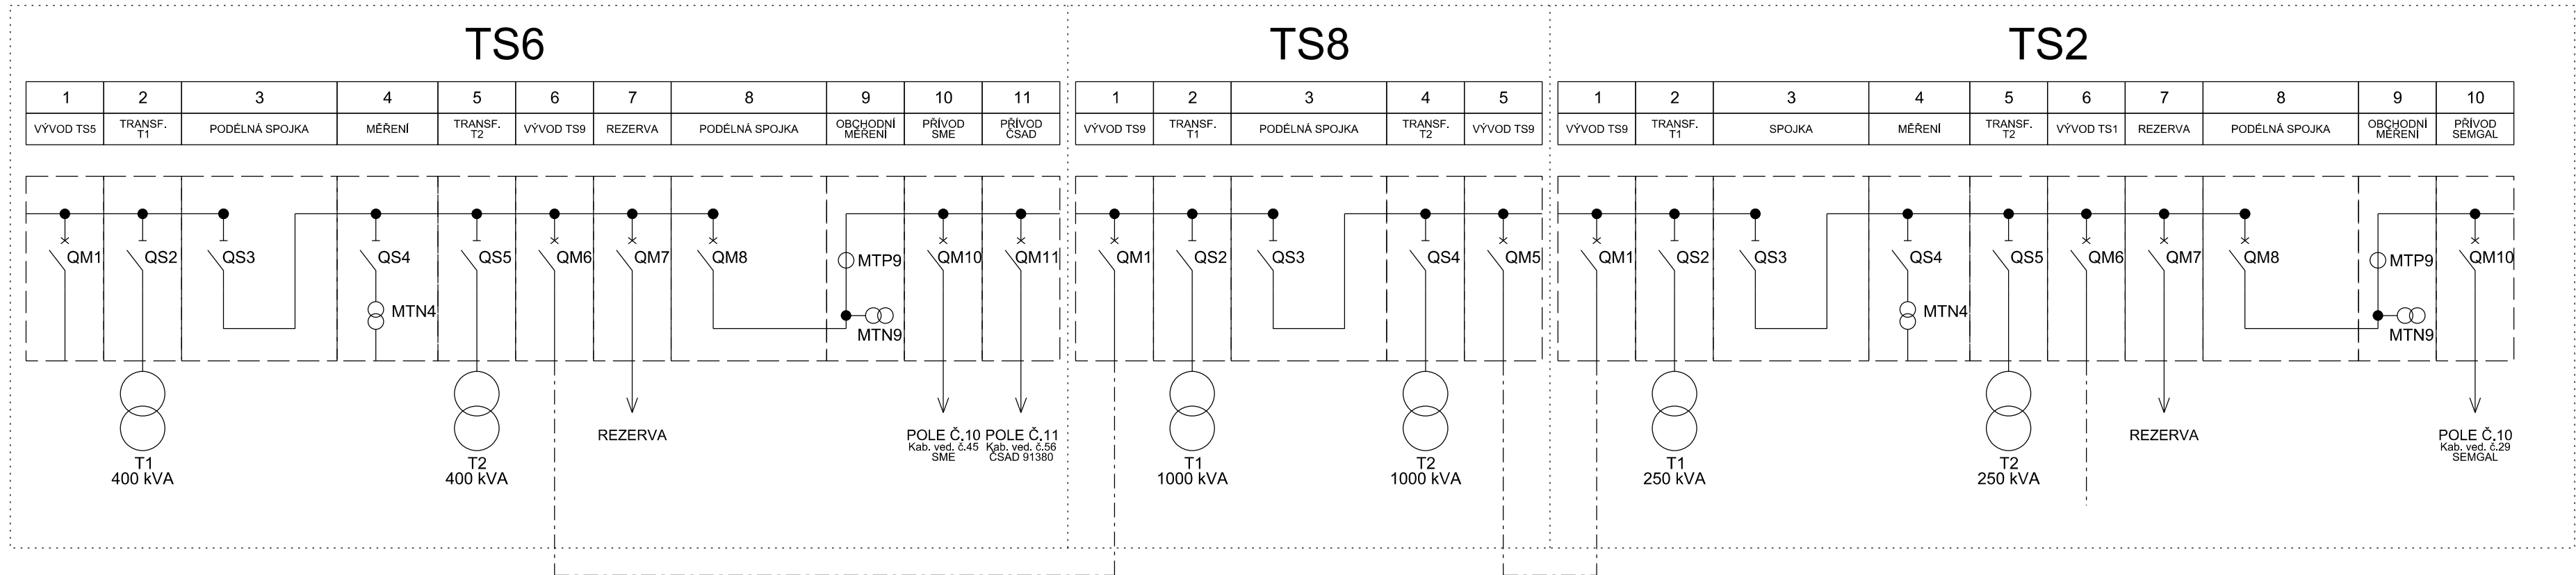 TS6 TS8 TS2
1 2 3 4 5 6 7 8 9 10 11 1 2 3 4 5 1 2 3 4 5 6 7 8 9 10
VÝVOD TS5 TRANSF. T1 PODÉLNÁ SPOJKA MĚŘENÍ TRANSF. T2 VÝVOD TS9 REZERVA PODÉLNÁ SPOJKA OBCHODNÍ MĚŘENÍ PŘÍVOD SME PŘÍVOD ČSAD VÝVOD TS9 TRANSF. T1 PODÉLNÁ SPOJKA TRANSF. T2 VÝVOD TS9 VÝVOD TS9 TRANSF. T1 SPOJKA MĚŘENÍ TRANSF. T2 VÝVOD TS1 REZERVA PODÉLNÁ SPOJKA OBCHODNÍ MĚŘENÍ PŘÍVOD SEMGAL
QM1 QS2 QS3 QS4 QS5 QM6 QM7 QM8 MTP9 QM10 QM11 QM1 QS2 QS3 QS4 QM5 QM1 QS2 QS3 QS4 QS5 QM6 QM7 QM8 MTP9 QM10
MTN4 MTN4
MTN9 MTN9
REZERVA POLE Č.10 POLE Č.11 REZERVA POLE Č.10
Kab. ved. č.45 Kab. ved. č.56 Kab. ved. č.29
SME ČSAD 91380 SEMGAL
T1 T2 T1 T2 T1 T2
400 kVA 400 kVA 1000 kVA 1000 kVA 250 kVA 250 kVA